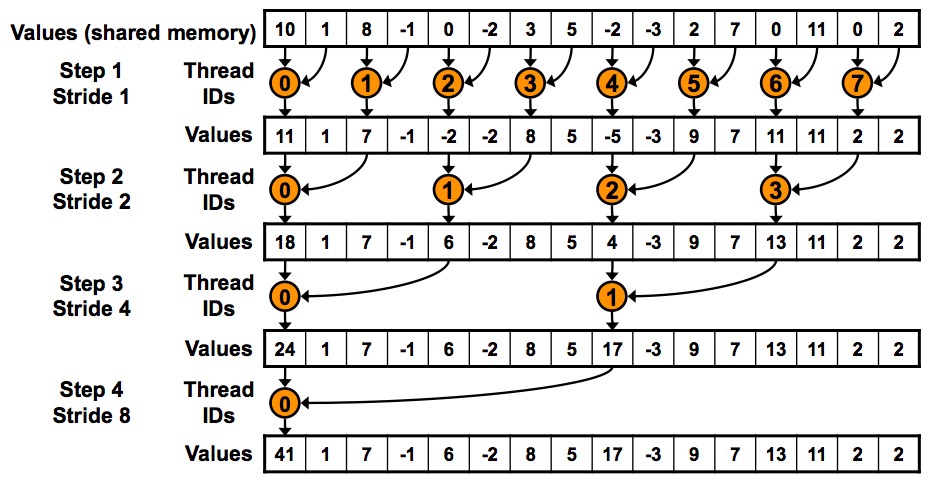 Values (shared memory) 10 1 8 -1 0 -2 3 5 -2 -3 2 7 0 11 0 2
Step 1 Thread 0 1 2 3 4 5 6 7
Stride 1 IDs
Values 11 1 7 -1 -2 -2 8 5 -5 -3 9 7 11 11 2 2
Step 2 Thread 0 1 2 3
Stride 2 IDs
Values 18 1 7 -1 6 -2 8 5 4 -3 9 7 13 11 2 2
Step 3 Thread 0 1
Stride 4 IDs
Values 24 1 7 -1 6 -2 8 5 17 -3 9 7 13 11 2 2
Step 4 Thread 0
Stride 8 IDs
Values 41 1 7 -1 6 -2 8 5 17 -3 9 7 13 11 2 2